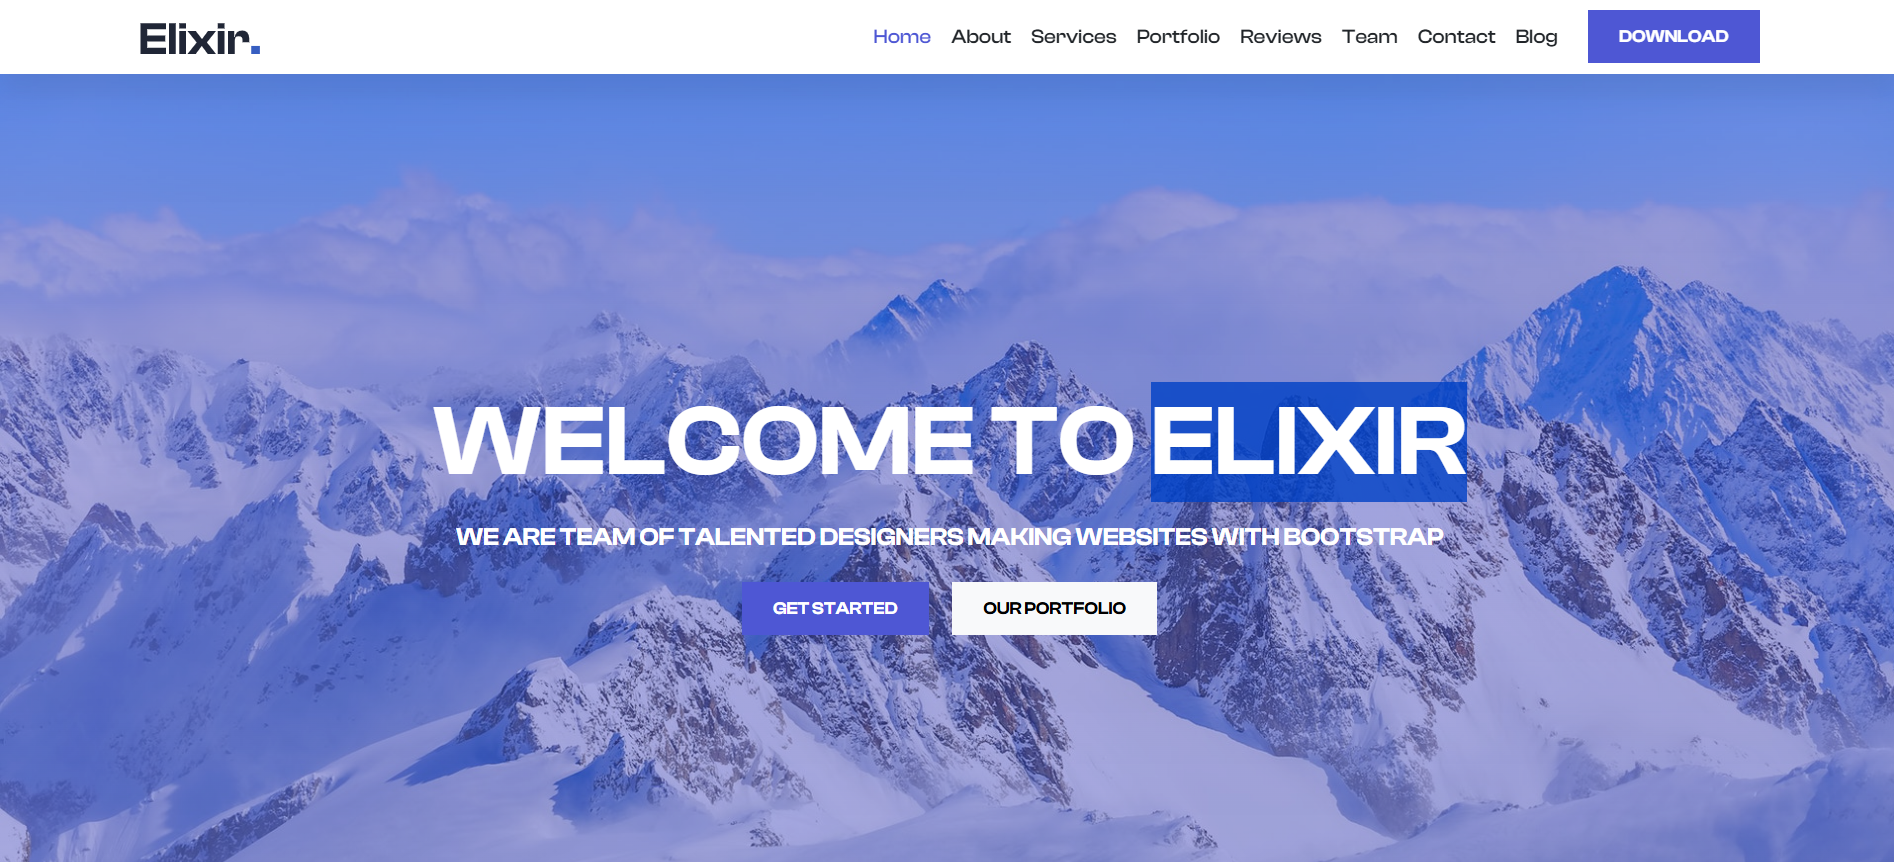 Elixir.
Home About Services Portfolio Reviews Team Contact Blog DOWNLOAD
WELCOME TO ELIXIR
WE ARE TEAM OF TALENTED DESIGNERS MAKING WEBSITES WITH BOOTSTRAP
GET STARTED OUR PORTFOLIO